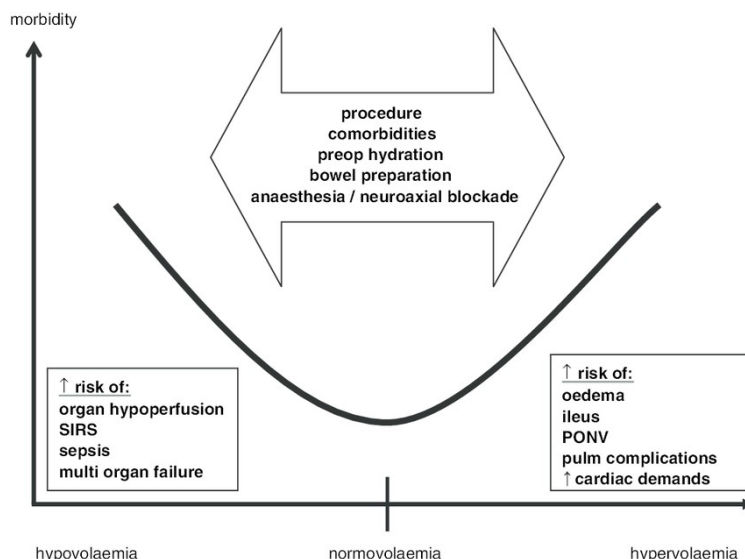 morbidity
procedure
comorbidities
preop hydration
bowel preparation
anaesthesia / neuroaxial blockade
↑ risk of:
organ hypoperfusion
SIRS
sepsis
multi organ failure
↑ risk of:
oedema
ileus
PONV
pulm complications
↑ cardiac demands
hypovolaemia
normovolaemia
hypervolaemia